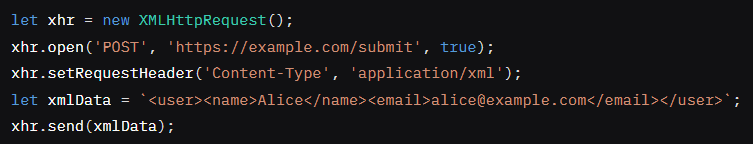 let xhr = new XMLHttpRequest();
xhr.open('POST', 'https://example.com/submit', true);
xhr.setRequestHeader('Content-Type', 'application/xml');
let xmlData = `<user><name>Alice</name><email>alice@example.com</email></user>`;
xhr.send(xmlData);